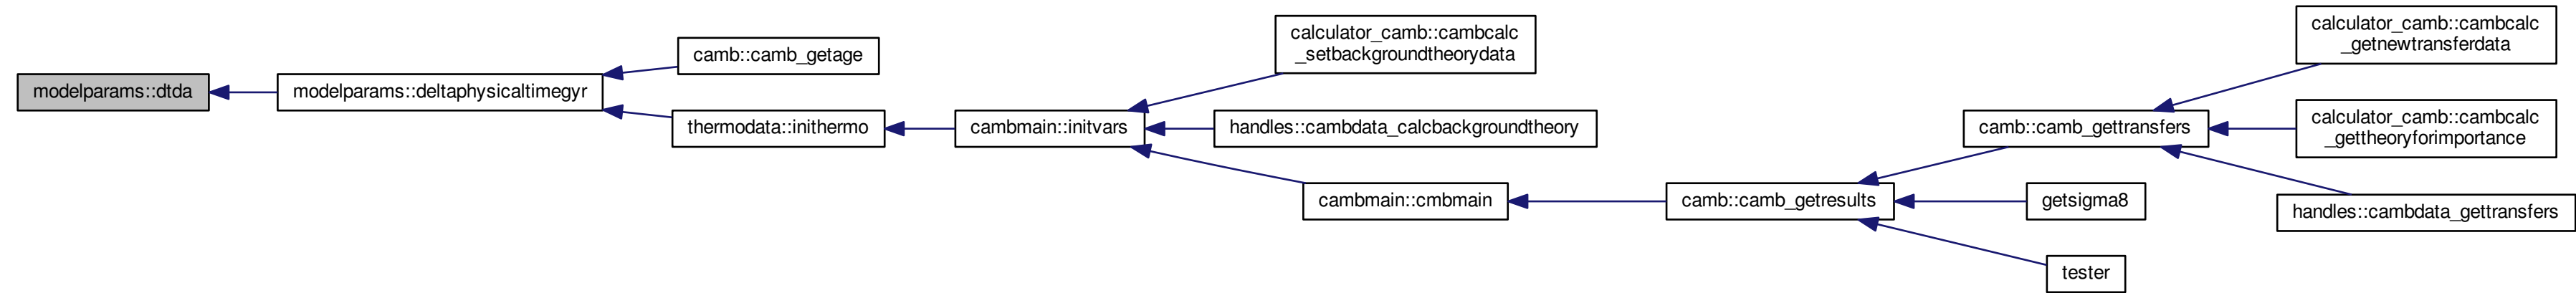 modelparams::dtda
modelparams::deltaphysicaltimegyr
camb::camb_getage
thermodata::inithermo
cambmain::initvars
calculator_camb::cambcalc
_setbackgroundtheorydata
handles::cambdata_calcbackgroundtheory
cambmain::cmbmain
camb::camb_getresults
camb::camb_gettransfers
getsigma8
tester
calculator_camb::cambcalc
_getnewtransferdata
calculator_camb::cambcalc
_gettheoryforimportance
handles::cambdata_gettransfers